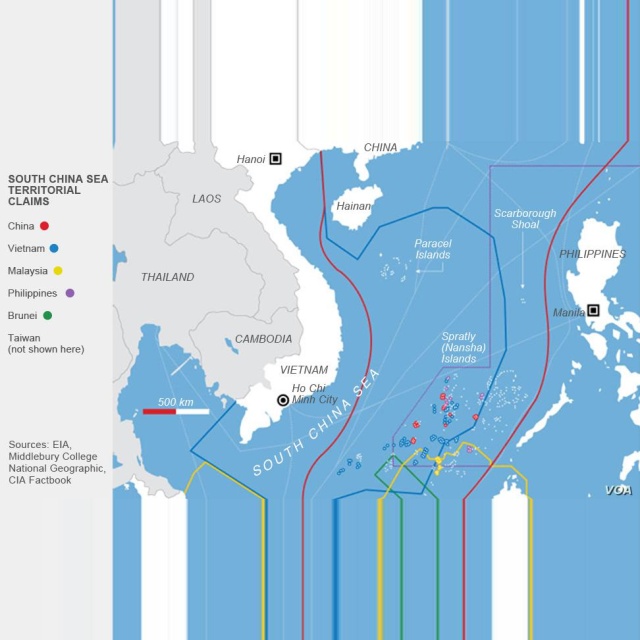 SOUTH CHINA SEA
TERRITORIAL
CLAIMS
China
Vietnam
Malaysia
Philippines
Brunei
Taiwan
(not shown here)
Sources: EIA,
Middlebury College
National Geographic,
CIA Factbook
Hanoi
CHINA
LAOS
Hainan
Scarborough
Shoal
Paracel
Islands
PHILIPPINES
THAILAND
Manila
CAMBODIA
Spratly
(Nansha)
Islands
VIETNAM
Ho Chi
Minh City
500 km
SOUTH CHINA SEA
VOA